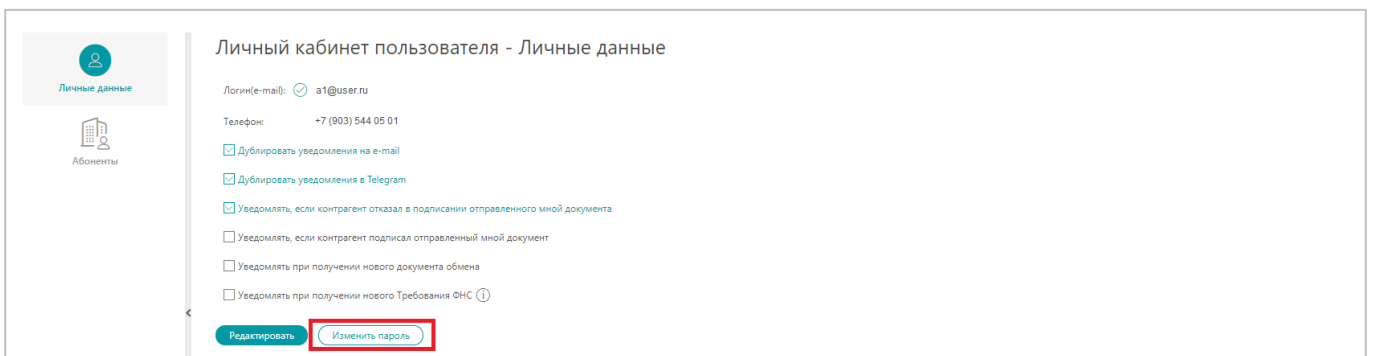 Личный кабинет пользователя - Личные данные
Личные данные
Логин(e-mail): a1@user.ru
Телефон: +7 (903) 544 05 01
Абоненты
Дублировать уведомления на e-mail
Дублировать уведомления в Telegram
Уведомлять, если контрагент отказал в подписании отправленного мной документа
Уведомлять, если контрагент подписал отправленный мной документ
Уведомлять при получении нового документа обмена
Уведомлять при получении нового Требования ФНС i
Редактировать Изменить пароль